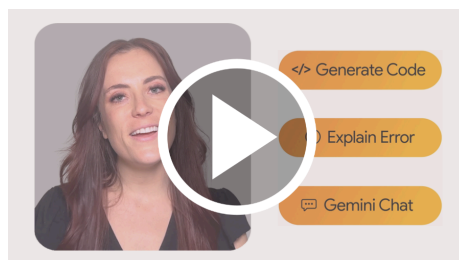 </> Generate Code
Explain Error
Gemini Chat